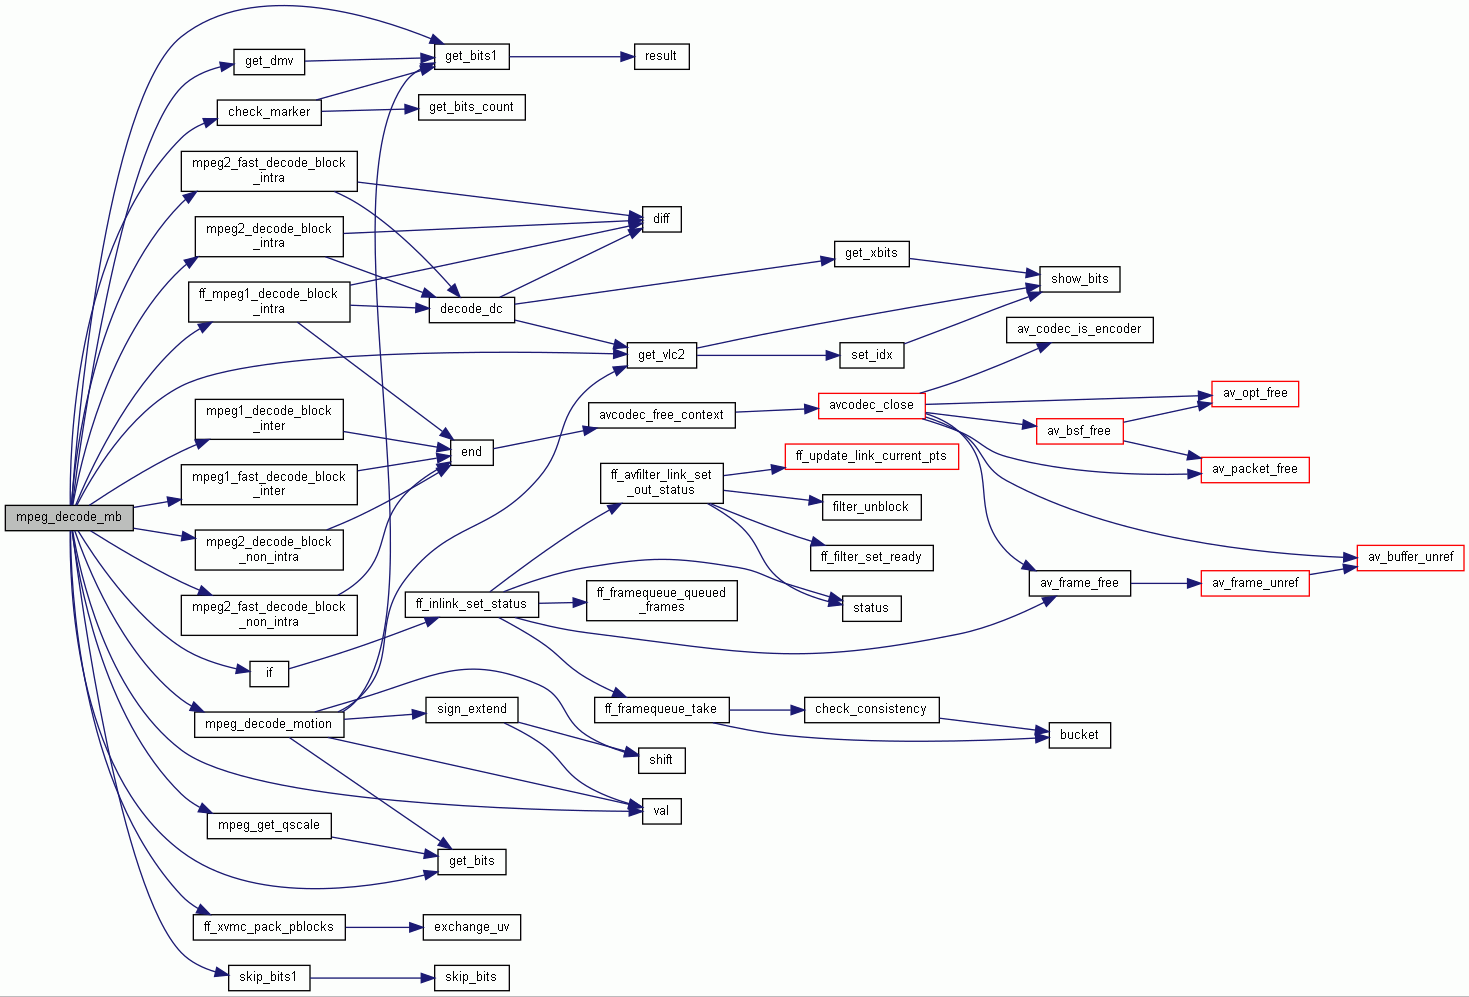 get_bits1
result
get_dmv
check_marker
get_bits_count
mpeg2_fast_decode_block
_intra
mpeg2_decode_block
_intra
diff
get_xbits
show_bits
ff_mpeg1_decode_block
_intra
decode_dc
av_codec_is_encoder
get_vlc2
set_idx
mpeg1_decode_block
_inter
avcodec_free_context
avcodec_close
av_opt_free
av_bsf_free
end
ff_update_link_current_pts
av_packet_free
mpeg1_fast_decode_block
_inter
ff_avfilter_link_set
_out_status
filter_unblock
mpeg_decode_mb
mpeg2_decode_block
_non_intra
ff_filter_set_ready
av_buffer_unref
av_frame_free
av_frame_unref
mpeg2_fast_decode_block
_non_intra
ff_inlink_set_status
ff_framequeue_queued
_frames
status
if
mpeg_decode_motion
sign_extend
ff_framequeue_take
check_consistency
bucket
shift
val
mpeg_get_qscale
get_bits
ff_xvmc_pack_pblocks
exchange_uv
skip_bits1
skip_bits